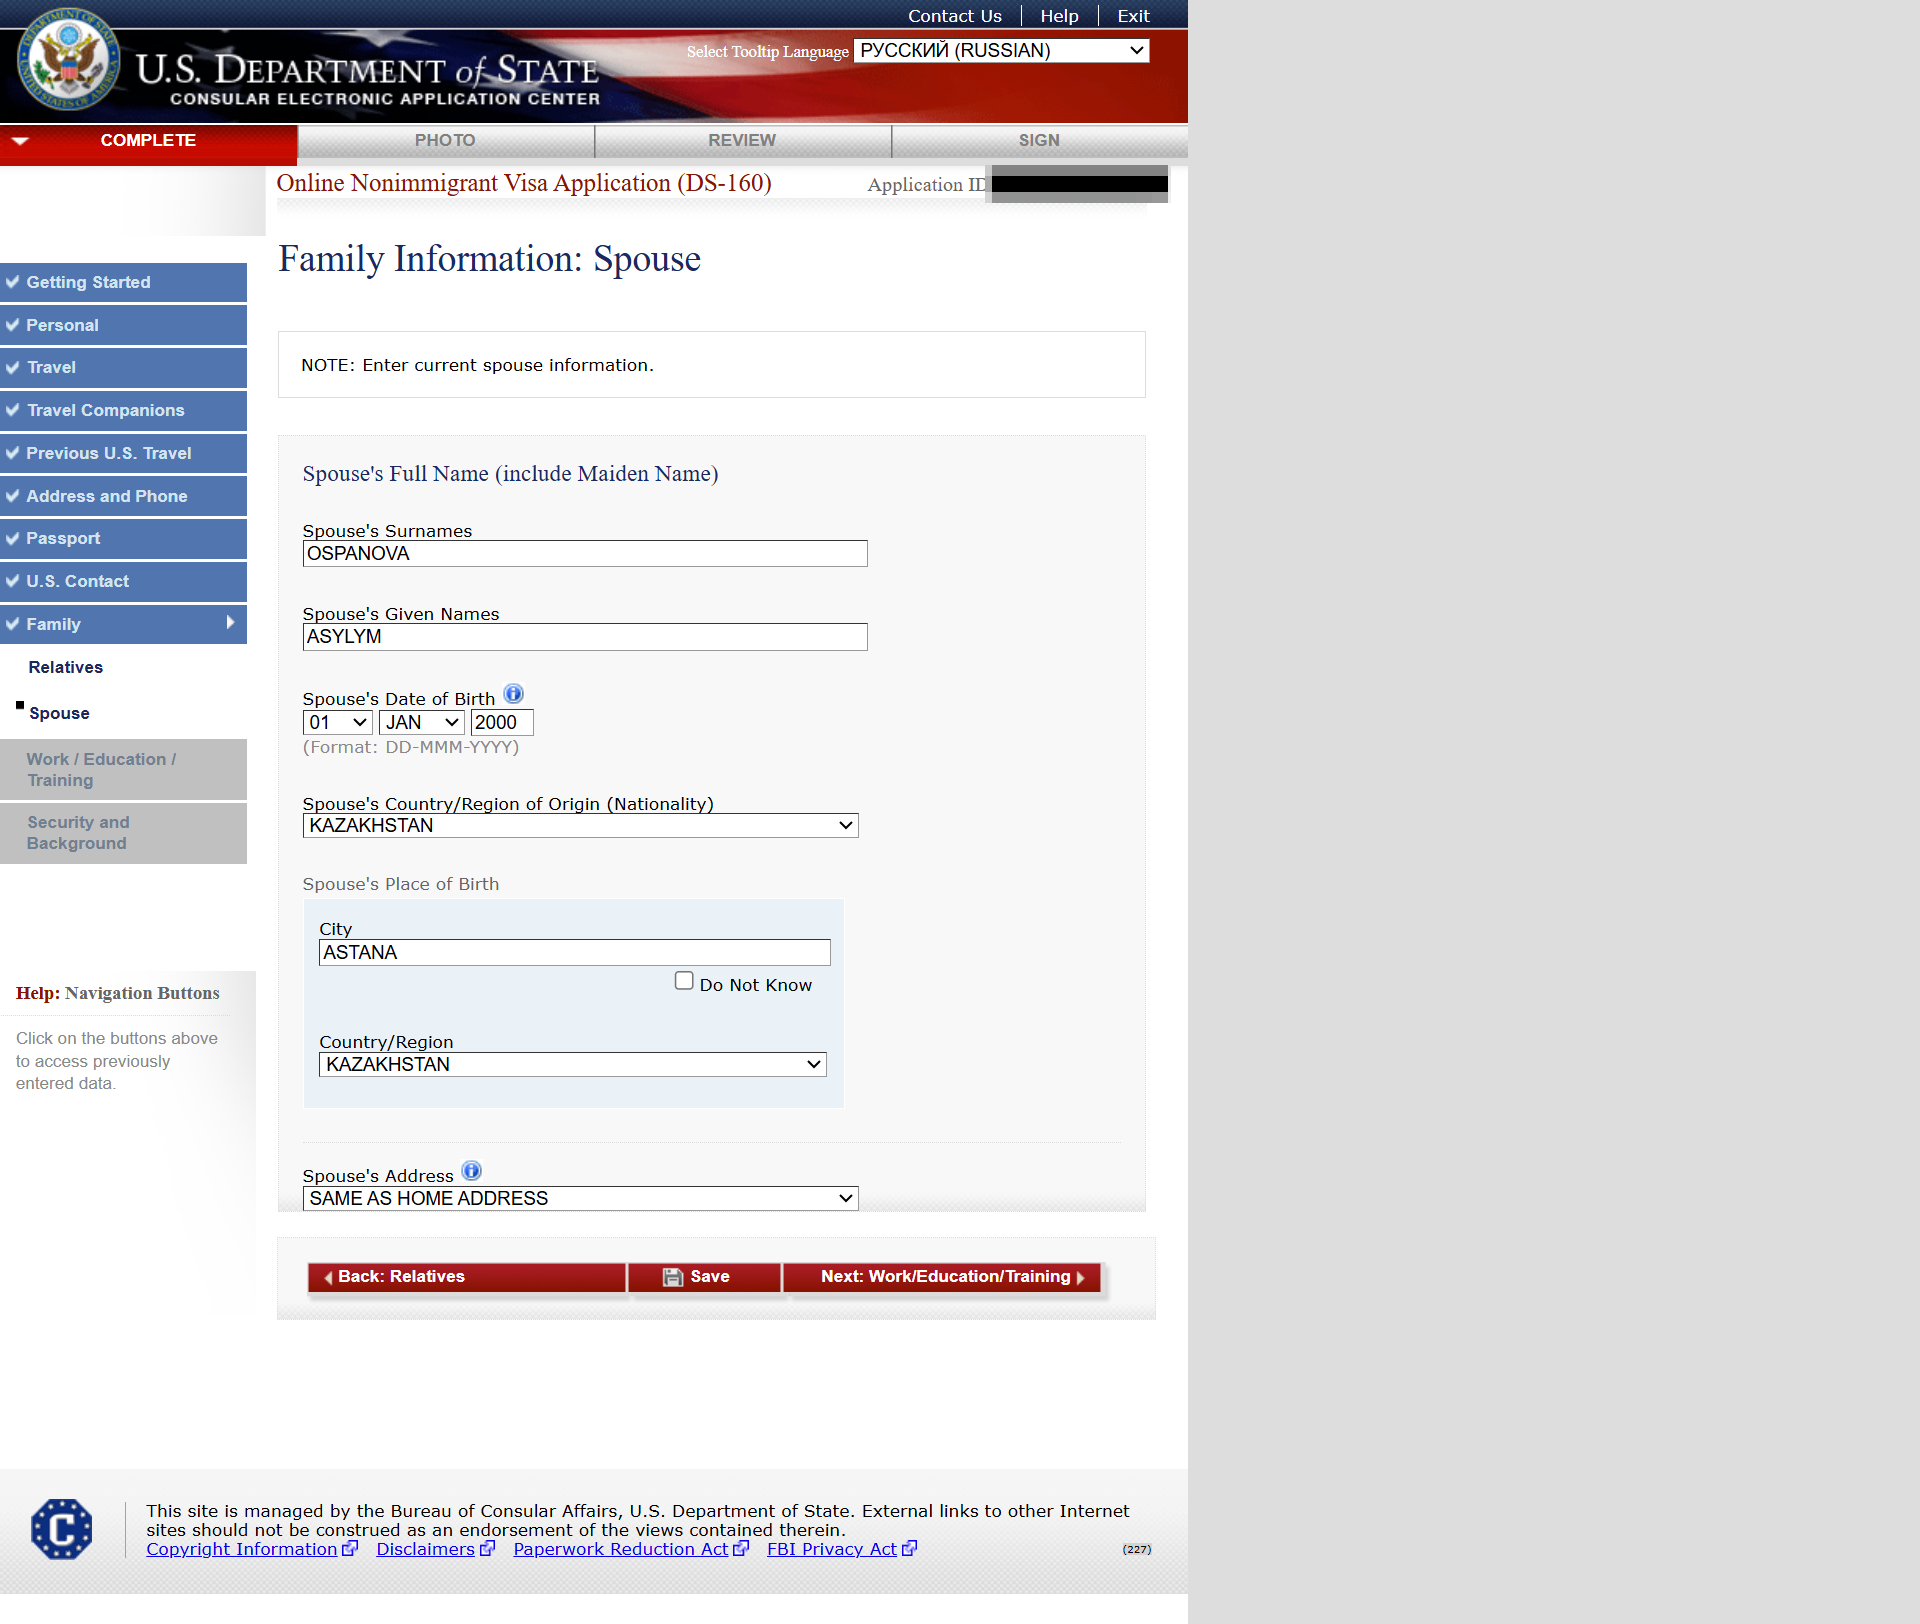 Contact Us
Help
Exit
Select Tooltip Language
РУССКИЙ (RUSSIAN)
U.S. DEPARTMENT of STATE
CONSULAR ELECTRONIC APPLICATION CENTER
COMPLETE
PHOTO
REVIEW
SIGN
Online Nonimmigrant Visa Application (DS-160)
Application ID
Family Information: Spouse
Getting Started
Personal
Travel
Travel Companions
Previous U.S. Travel
Address and Phone
Passport
U.S. Contact
Family
Relatives
Spouse
Work / Education /
Training
Security and
Background
Help: Navigation Buttons
Click on the buttons above
to access previously
entered data.
NOTE: Enter current spouse information.
Spouse's Full Name (include Maiden Name)
Spouse's Surnames
OSPANOVA
Spouse's Given Names
ASYLYM
Spouse's Date of Birth
01 JAN 2000
(Format: DD-MMM-YYYY)
Spouse's Country/Region of Origin (Nationality)
KAZAKHSTAN
Spouse's Place of Birth
City
ASTANA
Do Not Know
Country/Region
KAZAKHSTAN
Spouse's Address
SAME AS HOME ADDRESS
Back: Relatives
Save
Next: Work/Education/Training
This site is managed by the Bureau of Consular Affairs, U.S. Department of State. External links to other Internet
sites should not be construed as an endorsement of the views contained therein.
Copyright Information Disclaimers Paperwork Reduction Act FBI Privacy Act
(227)